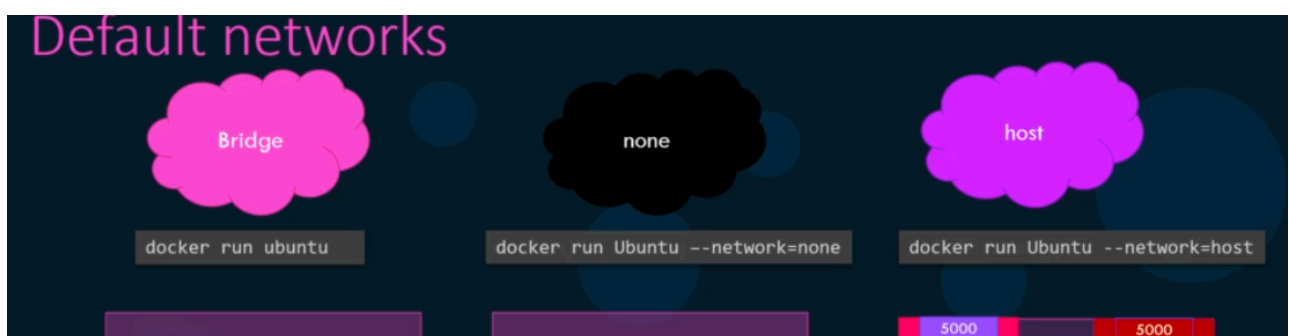 Default networks
Bridge
none
host
docker run ubuntu
docker run Ubuntu --network=none
docker run Ubuntu --network=host
5000
5000